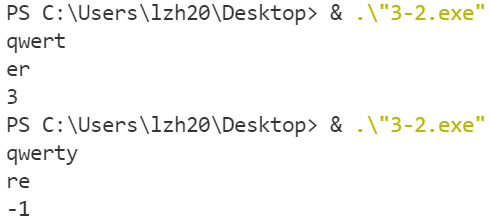 PS C:\Users\lzh20\Desktop> & .\"3-2.exe"
qwert
er
3
PS C:\Users\lzh20\Desktop> & .\"3-2.exe"
qwerty
re
-1